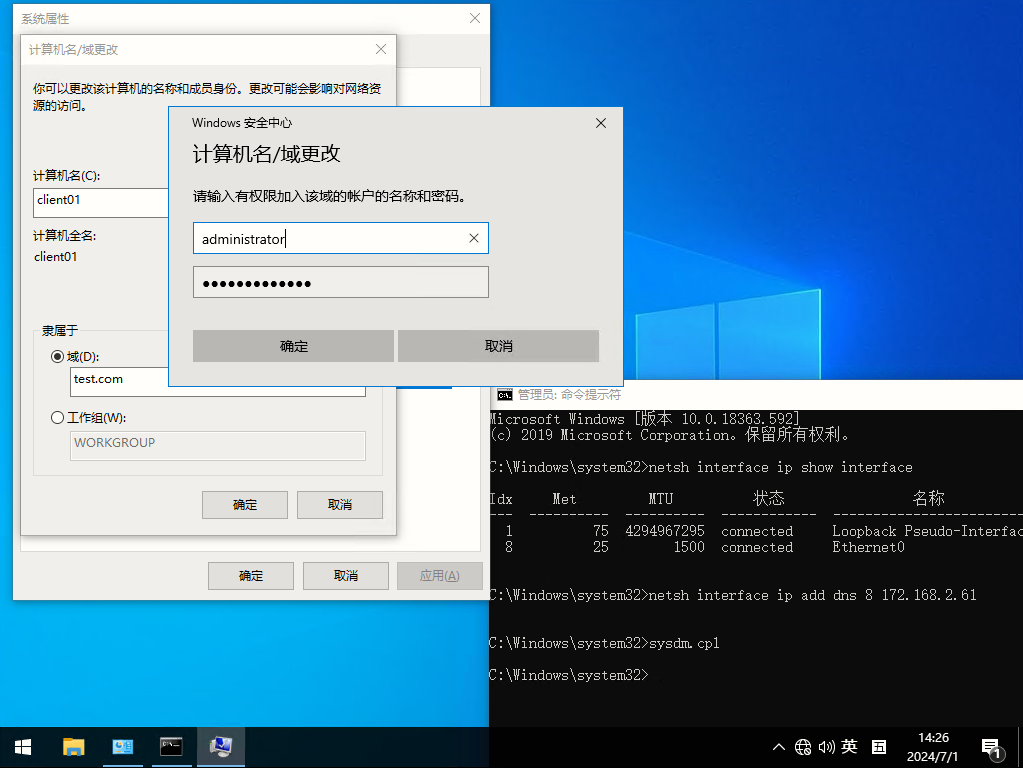 系统属性
计算机名/域更改
你可以更改该计算机的名称和成员身份。更改可能会影响对网络资
源的访问。
计算机名(C):
client01
计算机全名:
client01
隶属于
域(D):
test.com
工作组(W):
WORKGROUP
确定
取消
确定
取消
应用(A)
Windows 安全中心
计算机名/域更改
请输入有权限加入该域的帐户的名称和密码。
administrator
●●●●●●●●●●●●●
确定
取消
管理员: 命令提示符
Microsoft Windows [版本 10.0.18363.592]
(c) 2019 Microsoft Corporation。保留所有权利。
C:\Windows\system32>netsh interface ip show interface
Idx Met MTU 状态 名称
--- ---------- ---------- ------------ ------------------------
1 75 4294967295 connected Loopback Pseudo-Interfac
8 25 1500 connected Ethernet0
C:\Windows\system32>netsh interface ip add dns 8 172.168.2.61
C:\Windows\system32>sysdm.cpl
C:\Windows\system32>
英
五
14:26
2024/7/1
1